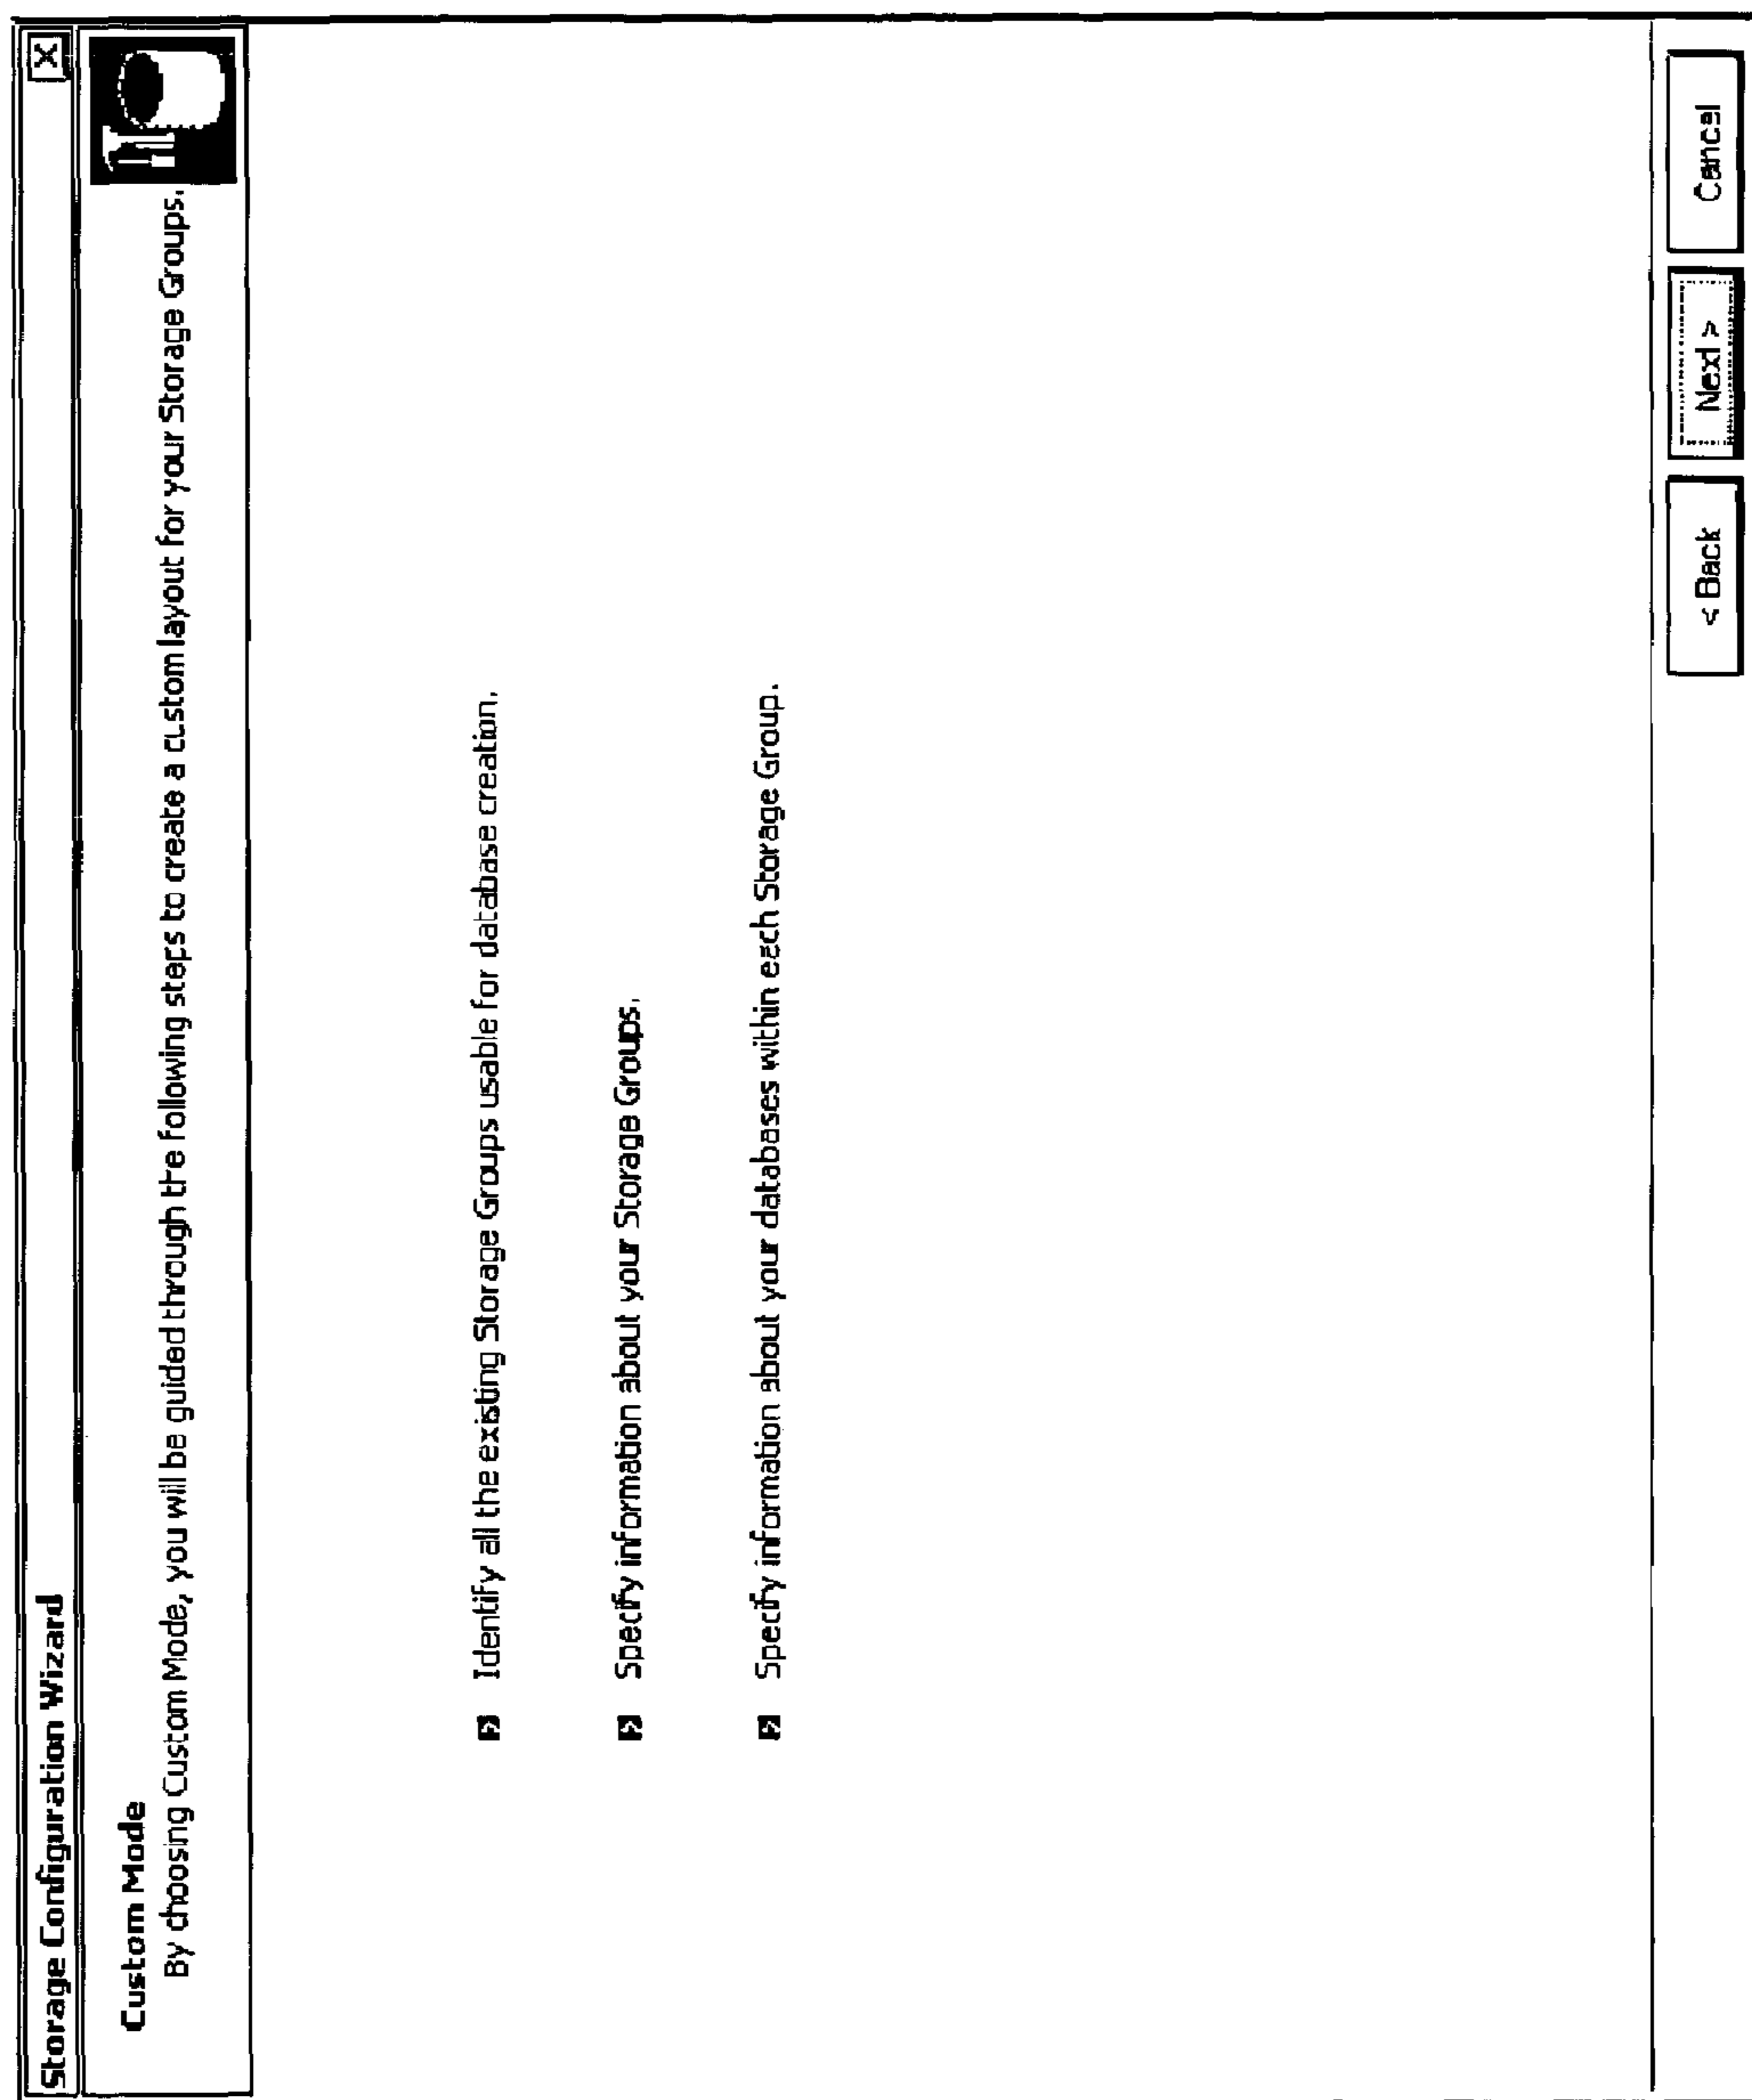 Storage Configuration Wizard
Custom Mode
By choosing Custom Mode, you will be guided through the following steps to create a custom layout for your Storage Groups.
Identify all the existing Storage Groups usable for database creation.
Specify information about your Storage Groups.
Specify information about your databases within each Storage Group.
< Back
Next >
Cancel